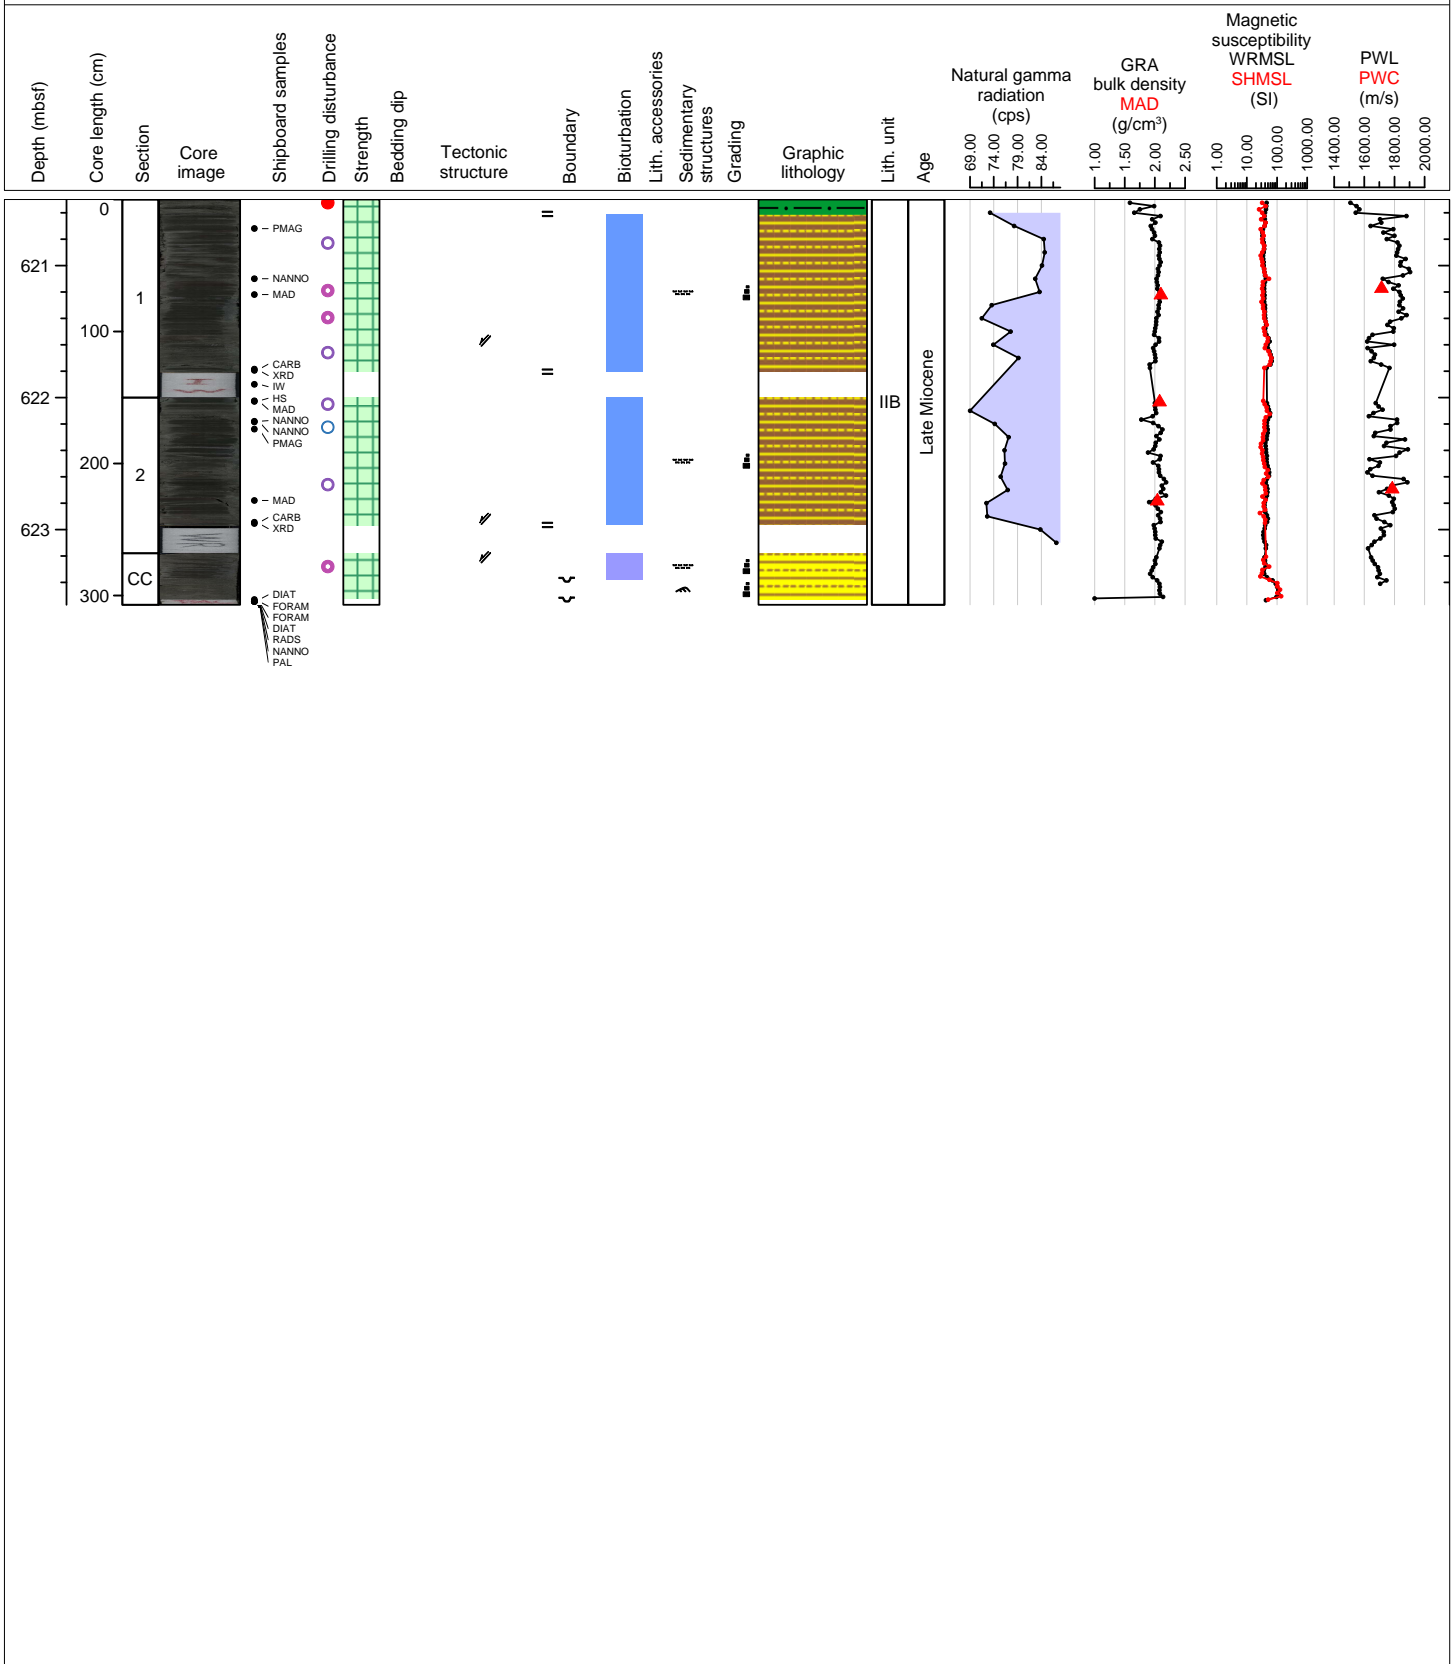 Depth (mbsf)
Core length (cm)
Section
Core
image
Shipboard samples
Drilling disturbance
Strength
Bedding dip
Tectonic
structure
Boundary
Bioturbation
Lith. accessories
Sedimentary
structures
Grading
Graphic
lithology
Lith. unit
Age
Natural gamma
radiation
(cps)
69.00 74.00 79.00 84.00
GRA
bulk density
MAD
(g/cm³)
1.00 1.50 2.00 2.50
Magnetic
susceptibility
WRMSL
SHMSL
(SI)
1.00 10.00 100.00 1000.00
PWL
PWC
(m/s)
1400.00 1600.00 1800.00 2000.00
0
621
100
622
200
623
300
1
2
CC
PMAG
NANNO
MAD
CARB
XRD
IW
HS
MAD
NANNO
NANNO
PMAG
MAD
CARB
XRD
DIAT
FORAM
FORAM
DIAT
RADS
NANNO
PAL
IIB
Late Miocene